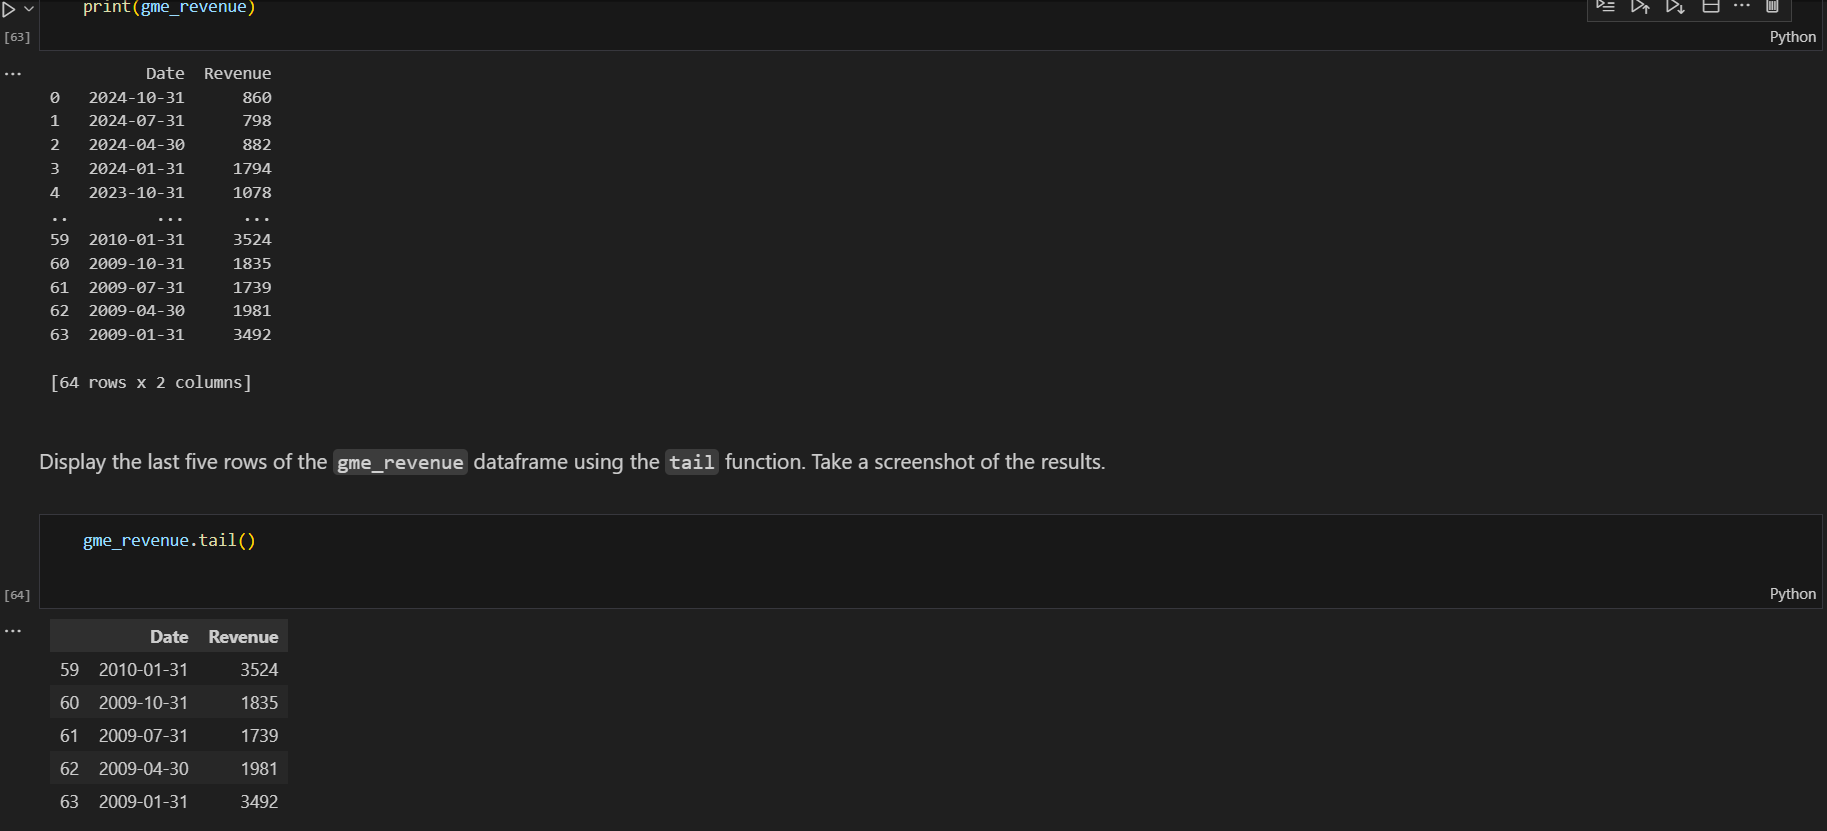 print(gme_revenue)
[63]
Python
...
Date Revenue
0 2024-10-31 860
1 2024-07-31 798
2 2024-04-30 882
3 2024-01-31 1794
4 2023-10-31 1078
.. ... ...
59 2010-01-31 3524
60 2009-10-31 1835
61 2009-07-31 1739
62 2009-04-30 1981
63 2009-01-31 3492
[64 rows x 2 columns]
Display the last five rows of the gme_revenue dataframe using the tail function. Take a screenshot of the results.
gme_revenue.tail()
[64]
Python
...
Date Revenue
59 2010-01-31 3524
60 2009-10-31 1835
61 2009-07-31 1739
62 2009-04-30 1981
63 2009-01-31 3492